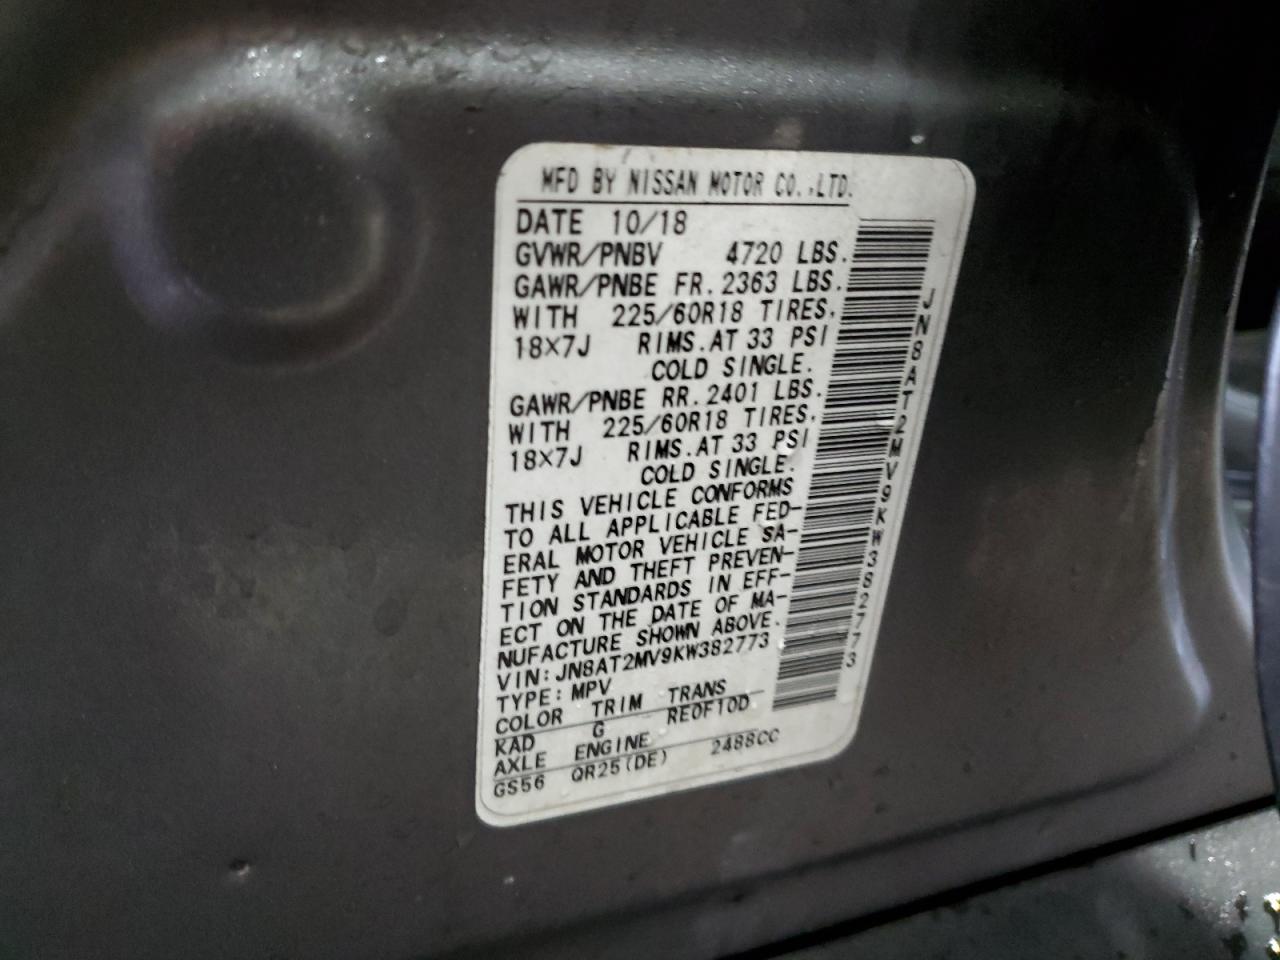 MFD BY NISSAN MOTOR CO.,LTD.
DATE 10/18
GVWR/PNBV 4720 LBS.
GAWR/PNBE FR. 2363 LBS.
WITH 225/60R18 TIRES,
18×7J RIMS. AT 33 PSI
COLD SINGLE.
GAWR/PNBE RR. 2401 LBS.
WITH 225/60R18 TIRES,
18×7J RIMS. AT 33 PSI
COLD SINGLE.
THIS VEHICLE CONFORMS
TO ALL APPLICABLE FED-
ERAL MOTOR VEHICLE SA-
FETY AND THEFT PREVEN-
TION STANDARDS IN EFF-
ECT ON THE DATE OF MA-
NUFACTURE SHOWN ABOVE.
VIN: JN8AT2MV9KW382773
TYPE: MPV
COLOR TRIM TRANS
KAD G RE0F10D
AXLE ENGINE
GS56 QR25(DE) 2488CC
JN8AT2MV9KW382773